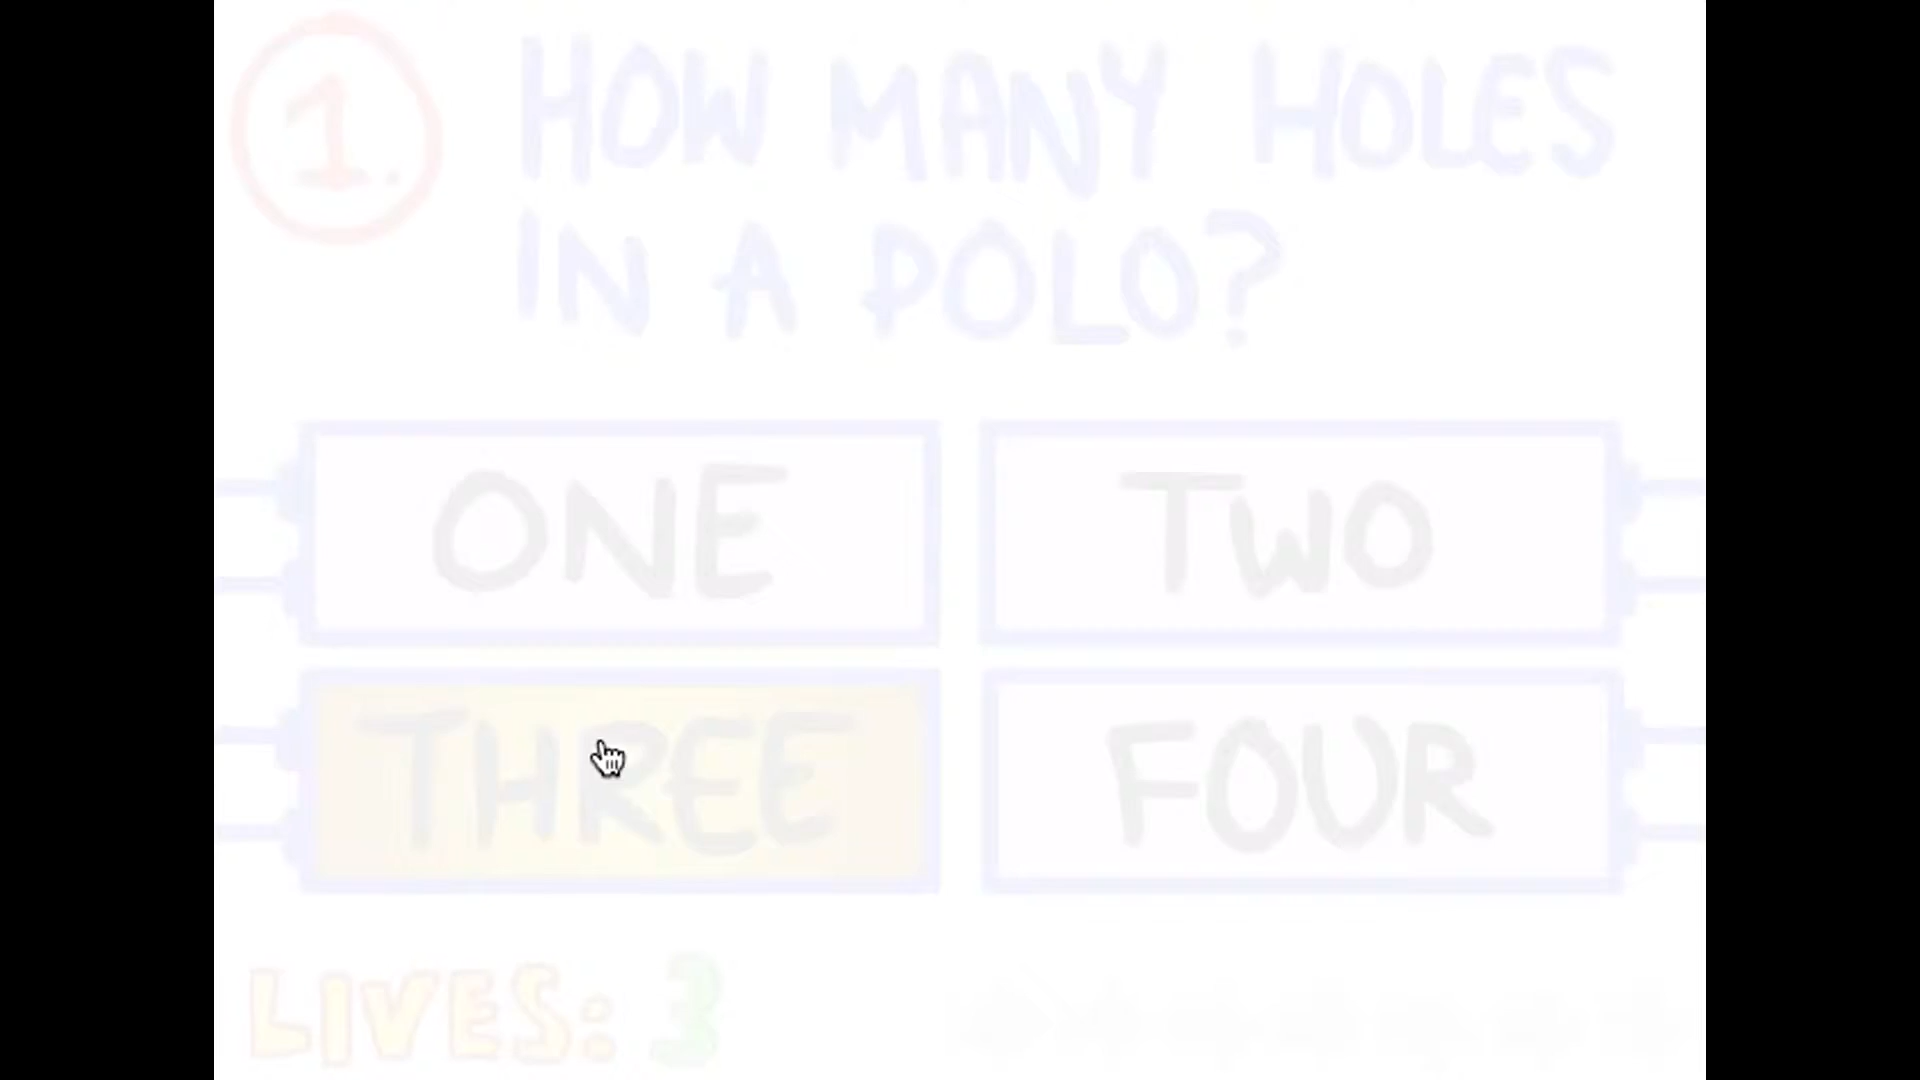 1. HOW MANY HOLES
IN A POLO?
ONE
TWO
THREE
FOUR
LIVES: 3